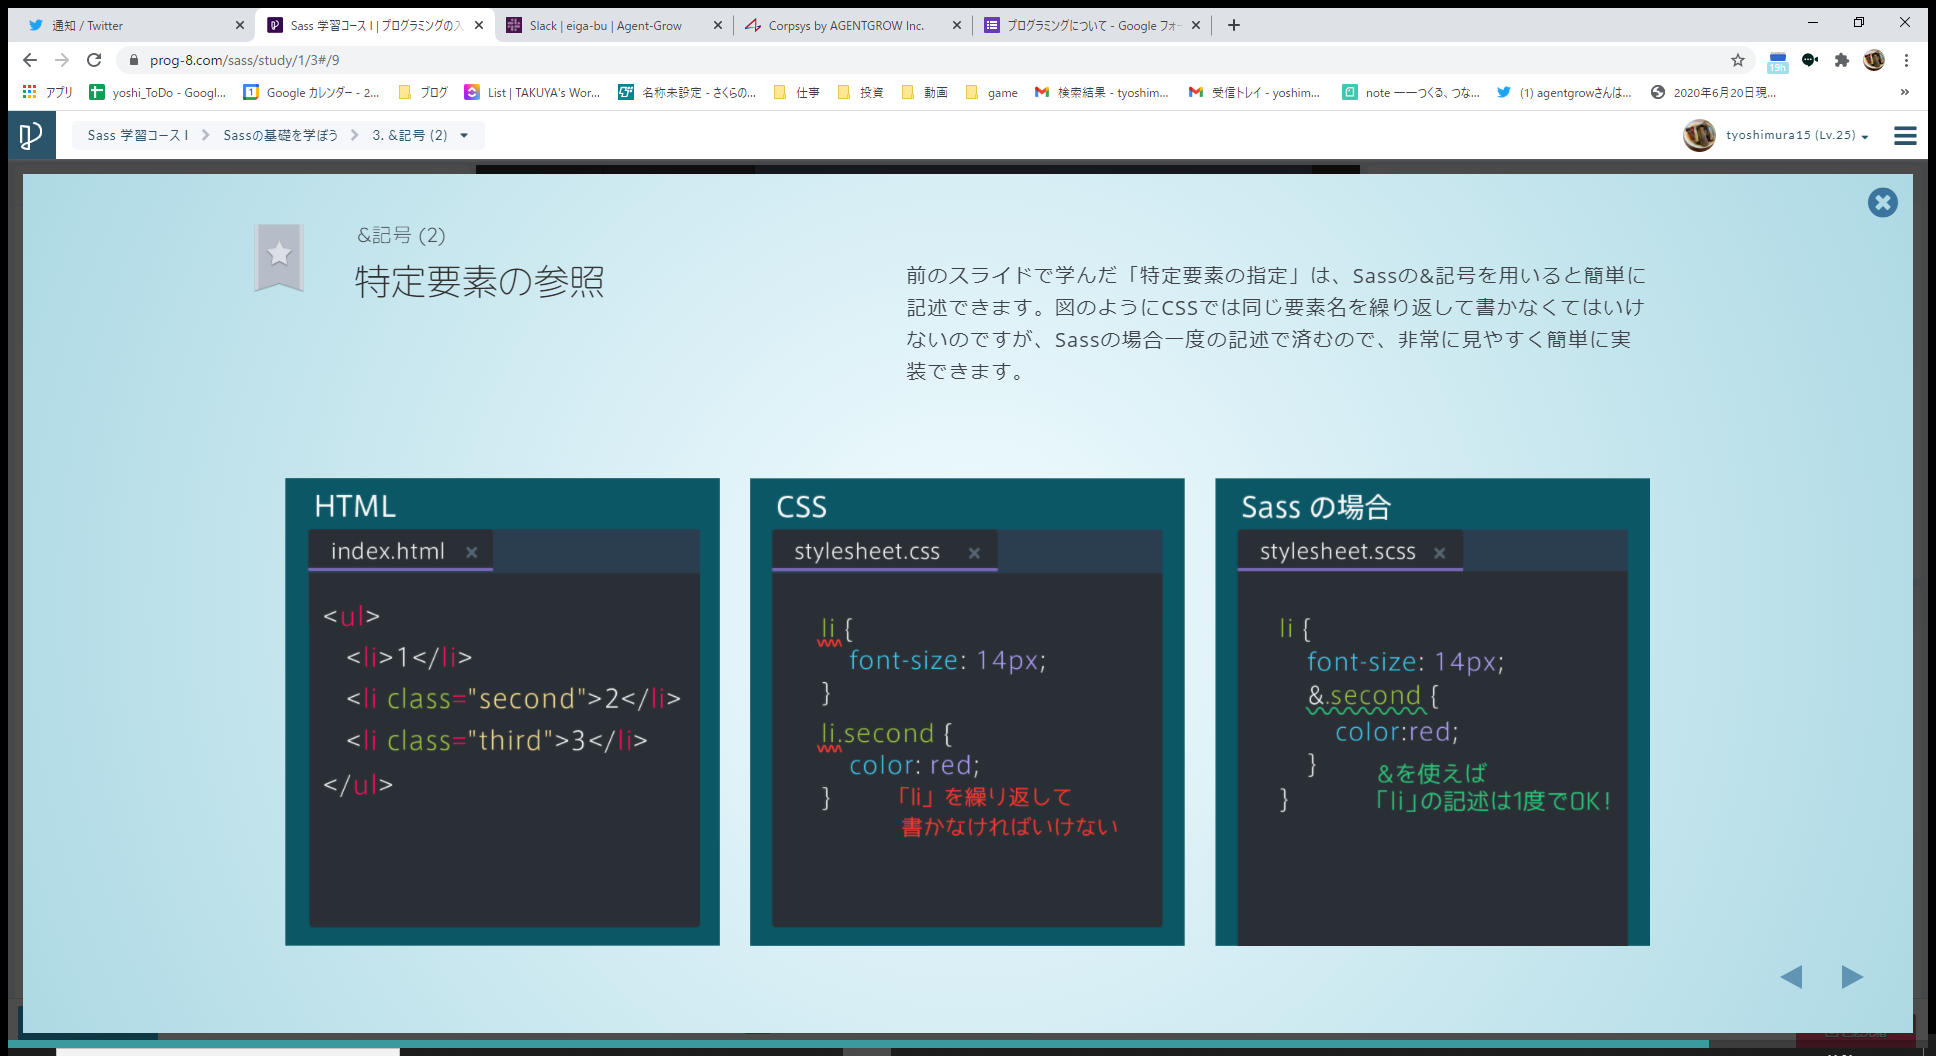 通知 / Twitter
Sass 学習コース I | プログラミングの入
Slack | eiga-bu | Agent-Grow
Corpsys by AGENTGROW Inc.
プログラミングについて - Google フォー
prog-8.com/sass/study/1/3#/9
19h
アプリ
yoshi_ToDo - Googl...
Google カレンダー - 2...
ブログ
List | TAKUYA's Wor...
名称未設定 - さくらの...
仕事
投資
動画
game
検索結果 - tyoshim...
受信トレイ - yoshim...
note ーーつくる、つな...
(1) agentgrowさんは...
2020年6月20日現...
»
Sass 学習コース I
Sassの基礎を学ぼう
3. &記号 (2)
tyoshimura15 (Lv.25)
&記号 (2)
特定要素の参照
前のスライドで学んだ「特定要素の指定」は、Sassの&記号を用いると簡単に
記述できます。図のようにCSSでは同じ要素名を繰り返して書かなくてはいけ
ないのですが、Sassの場合一度の記述で済むので、非常に見やすく簡単に実
装できます。
HTML
index.html ×
<ul>
<li>1</li>
<li class="second">2</li>
<li class="third">3</li>
</ul>
CSS
stylesheet.css ×
li {
font-size: 14px;
}
li.second {
color: red;
}
「li」を繰り返して
書かなければいけない
Sass の場合
stylesheet.scss ×
li {
font-size: 14px;
&.second {
color:red;
}
&を使えば
「li」の記述は1度でOK!
}